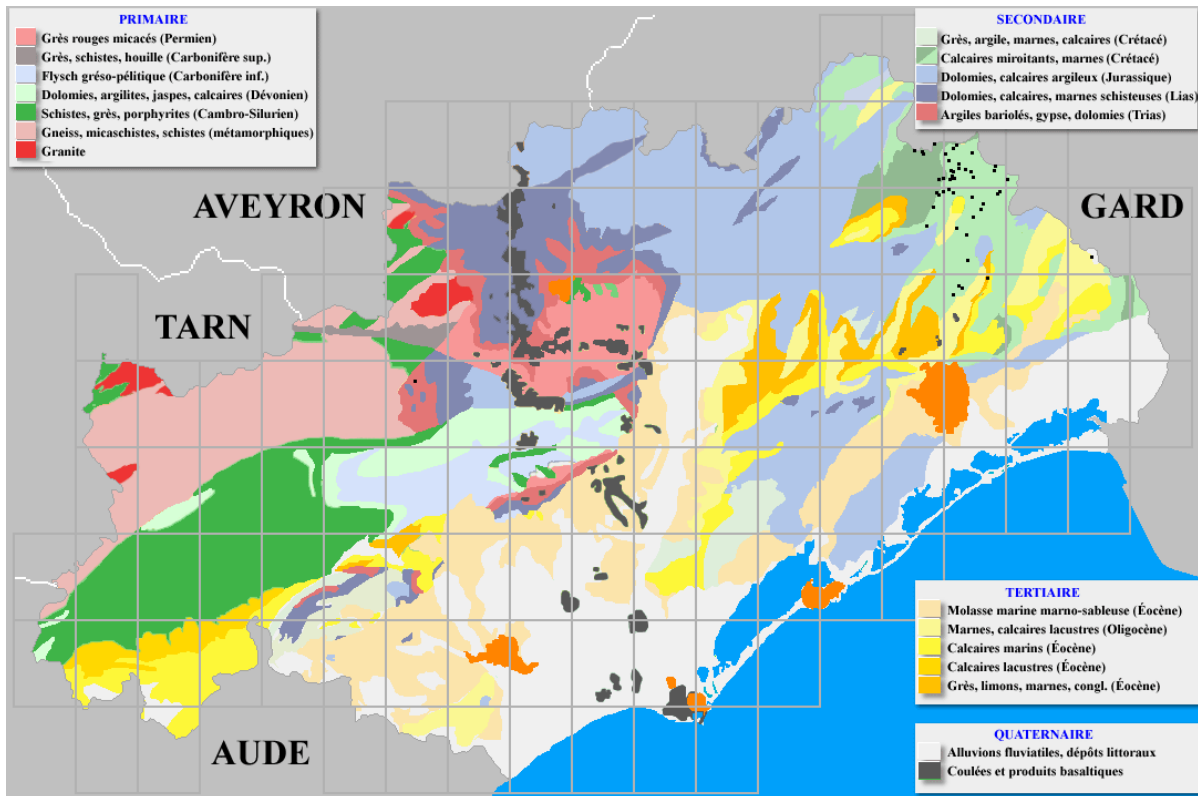 PRIMAIRE
Grès rouges micacés (Permien)
Grès, schistes, houille (Carbonifère sup.)
Flysch gréso-pélitique (Carbonifère inf.)
Dolomies, argilites, jaspes, calcaires (Dévonien)
Schistes, grès, porphyrites (Cambro-Silurien)
Gneiss, micaschistes, schistes (métamorphiques)
Granite
SECONDAIRE
Grès, argile, marnes, calcaires (Crétacé)
Calcaires miroitants, marnes (Crétacé)
Dolomies, calcaires argileux (Jurassique)
Dolomies, calcaires, marnes schisteuses (Lias)
Argiles bariolés, gypse, dolomies (Trias)
AVEYRON
GARD
TARN
AUDE
TERTIAIRE
Molasse marine marno-sableuse (Éocène)
Marnes, calcaires lacustres (Oligocène)
Calcaires marins (Éocène)
Calcaires lacustres (Éocène)
Grès, limons, marnes, congl. (Éocène)
QUATERNAIRE
Alluvions fluviatiles, dépôts littoraux
Coulées et produits basaltiques